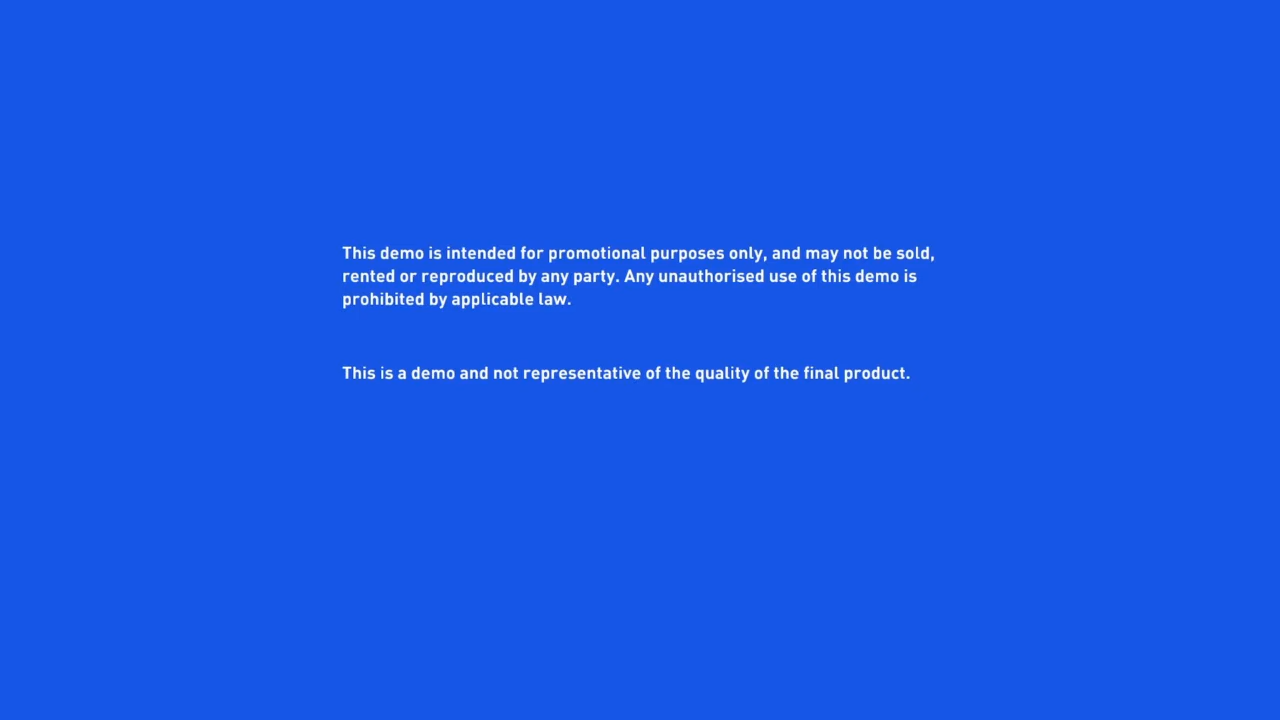 This demo is intended for promotional purposes only, and may not be sold,
rented or reproduced by any party. Any unauthorised use of this demo is
prohibited by applicable law.
This is a demo and not representative of the quality of the final product.